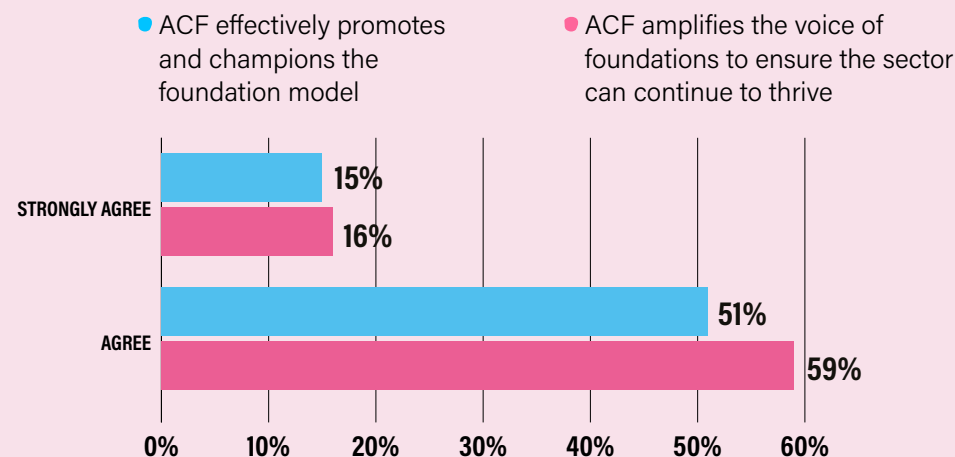 ACF effectively promotes
and champions the
foundation model
ACF amplifies the voice of
foundations to ensure the sector
can continue to thrive
STRONGLY AGREE
15%
16%
AGREE
51%
59%
0% 10% 20% 30% 40% 50% 60%